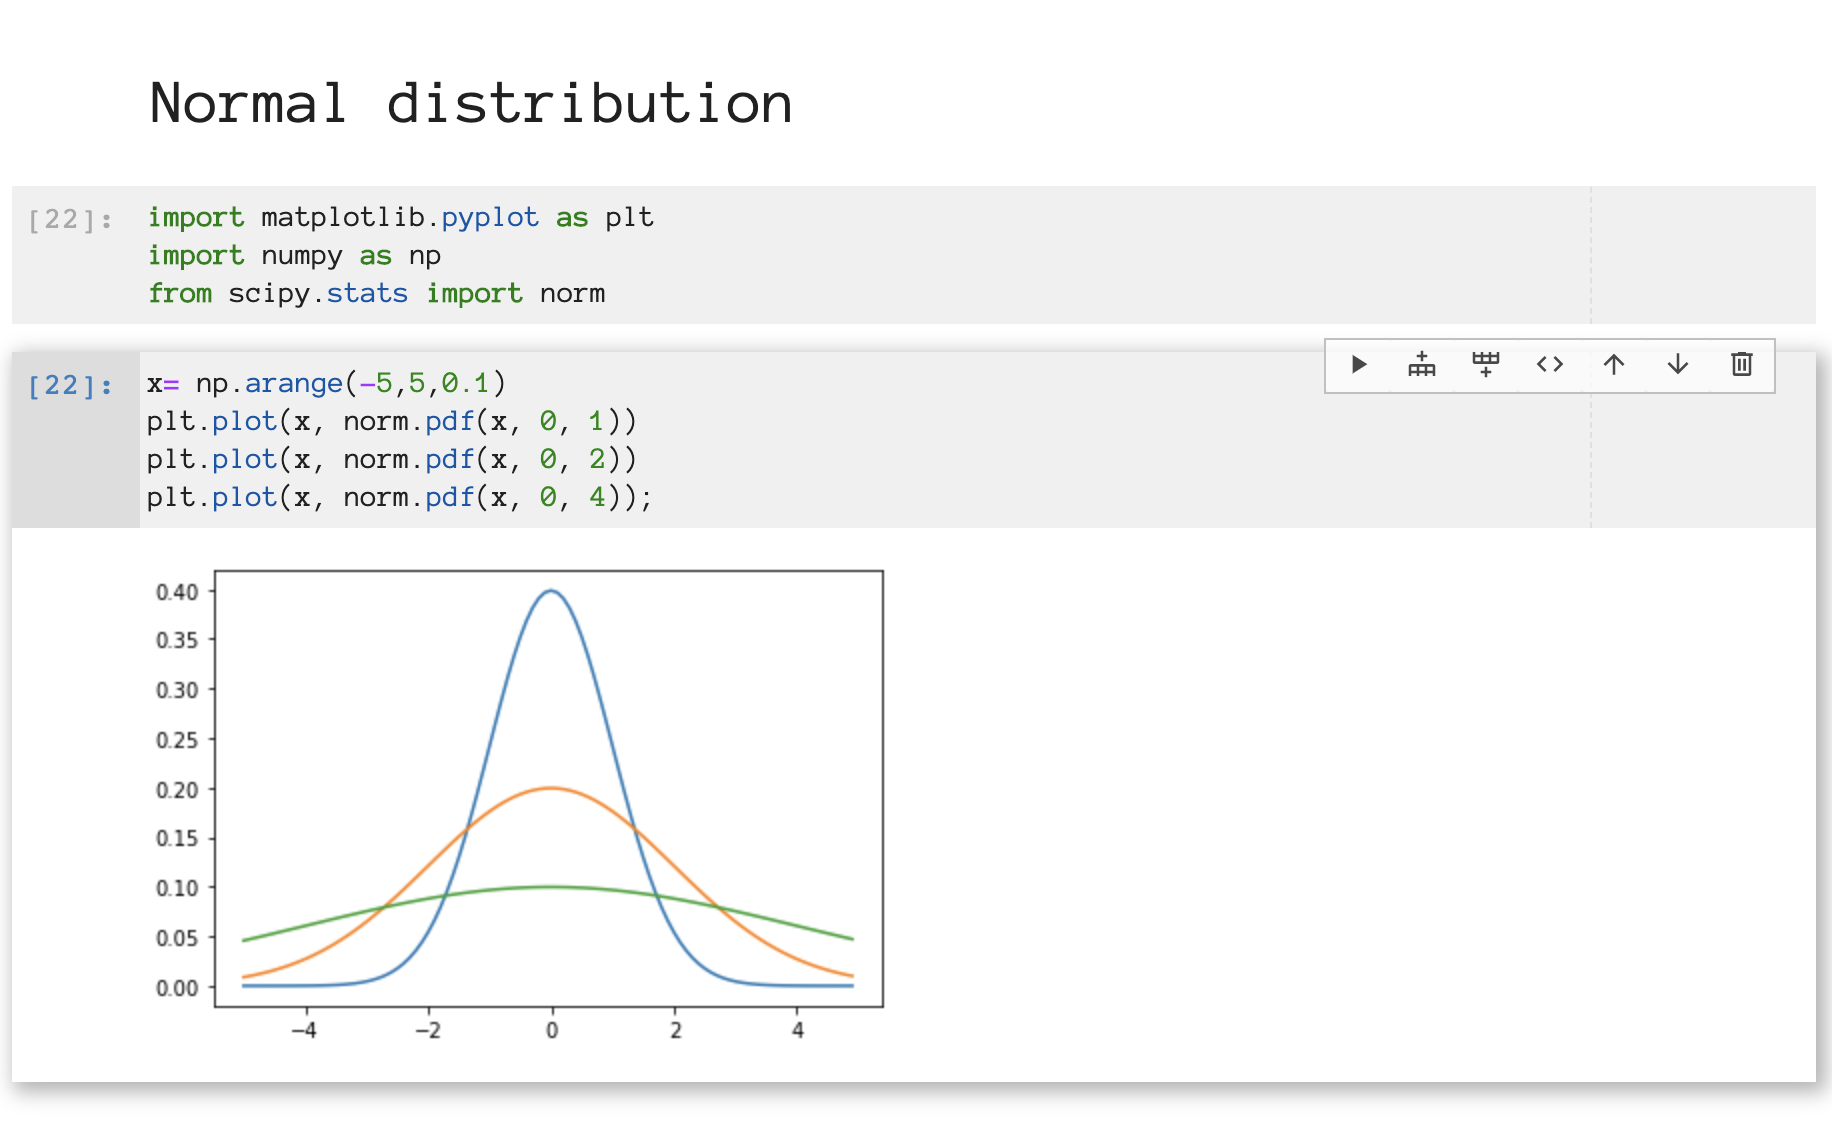 Normal distribution
[22]:
import matplotlib.pyplot as plt
import numpy as np
from scipy.stats import norm
[22]:
x= np.arange(-5,5,0.1)
plt.plot(x, norm.pdf(x, 0, 1))
plt.plot(x, norm.pdf(x, 0, 2))
plt.plot(x, norm.pdf(x, 0, 4));
0.40
0.35
0.30
0.25
0.20
0.15
0.10
0.05
0.00
−4 −2 0 2 4